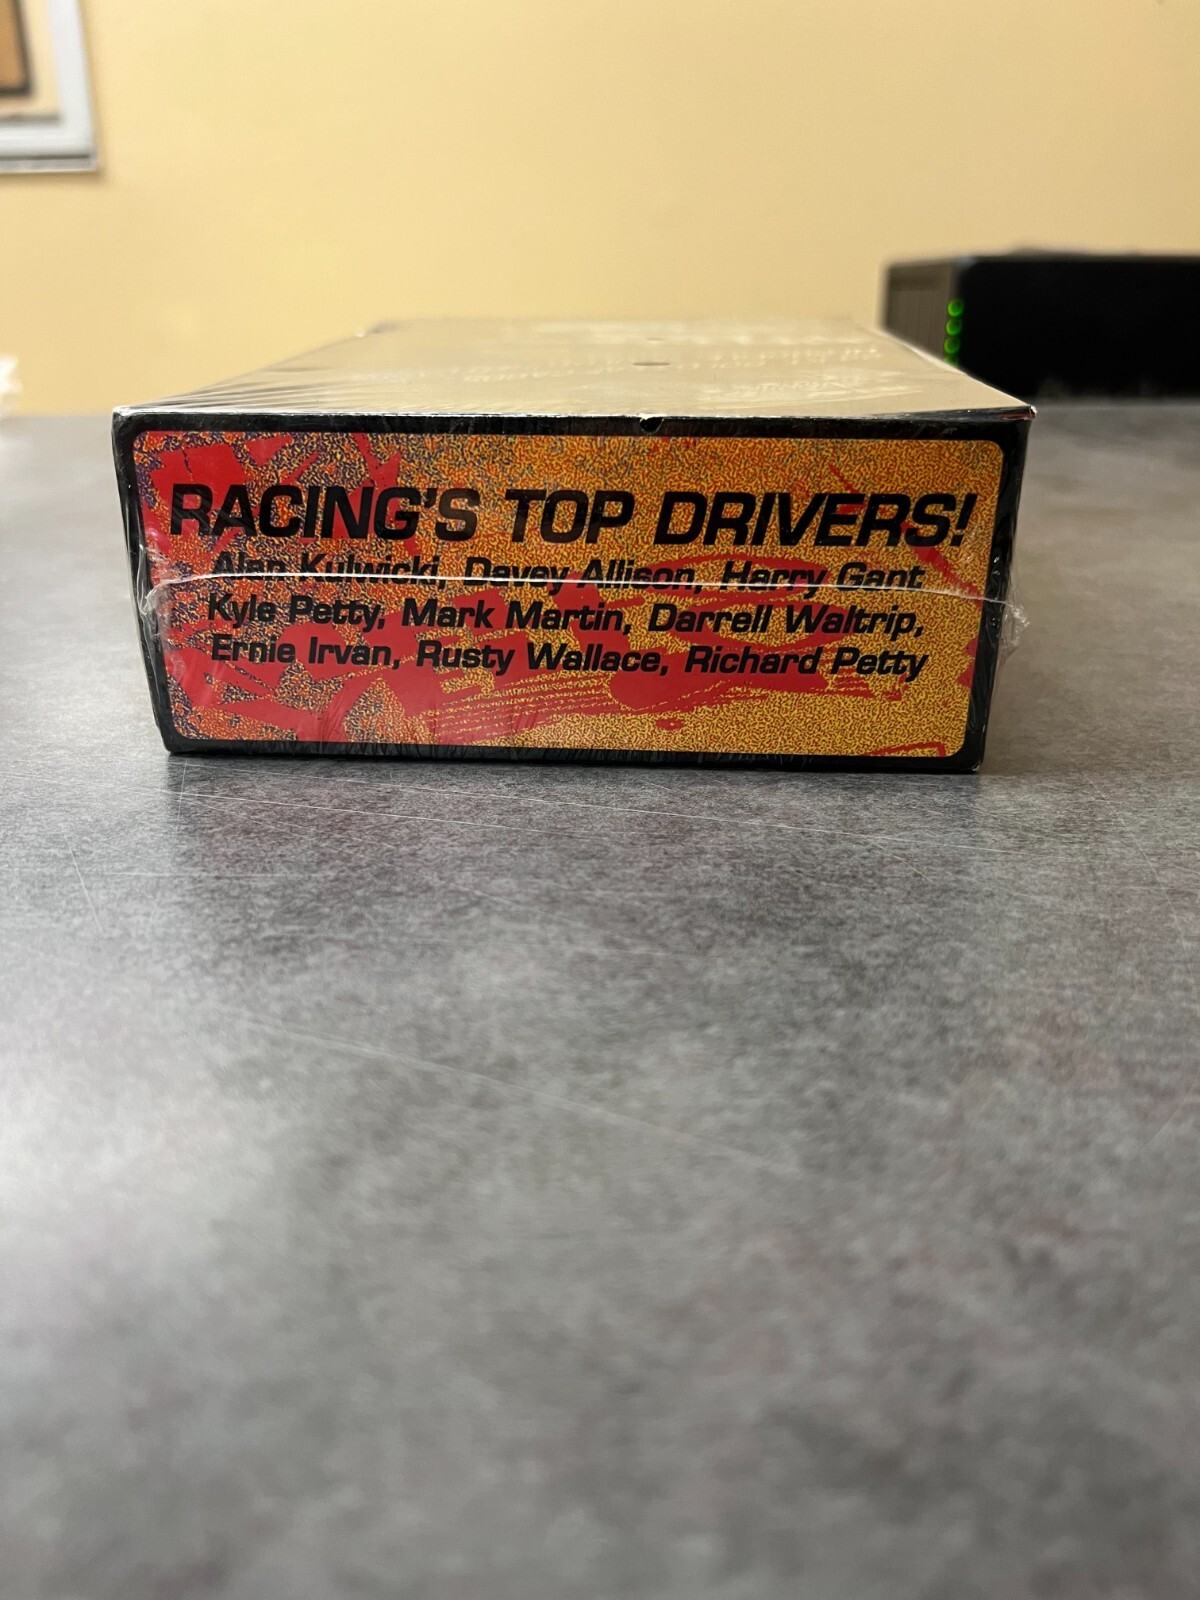 RACING'S TOP DRIVERS!
Alan Kulwicki, Davey Allison, Harry Gant
Kyle Petty, Mark Martin, Darrell Waltrip,
Ernie Irvan, Rusty Wallace, Richard Petty